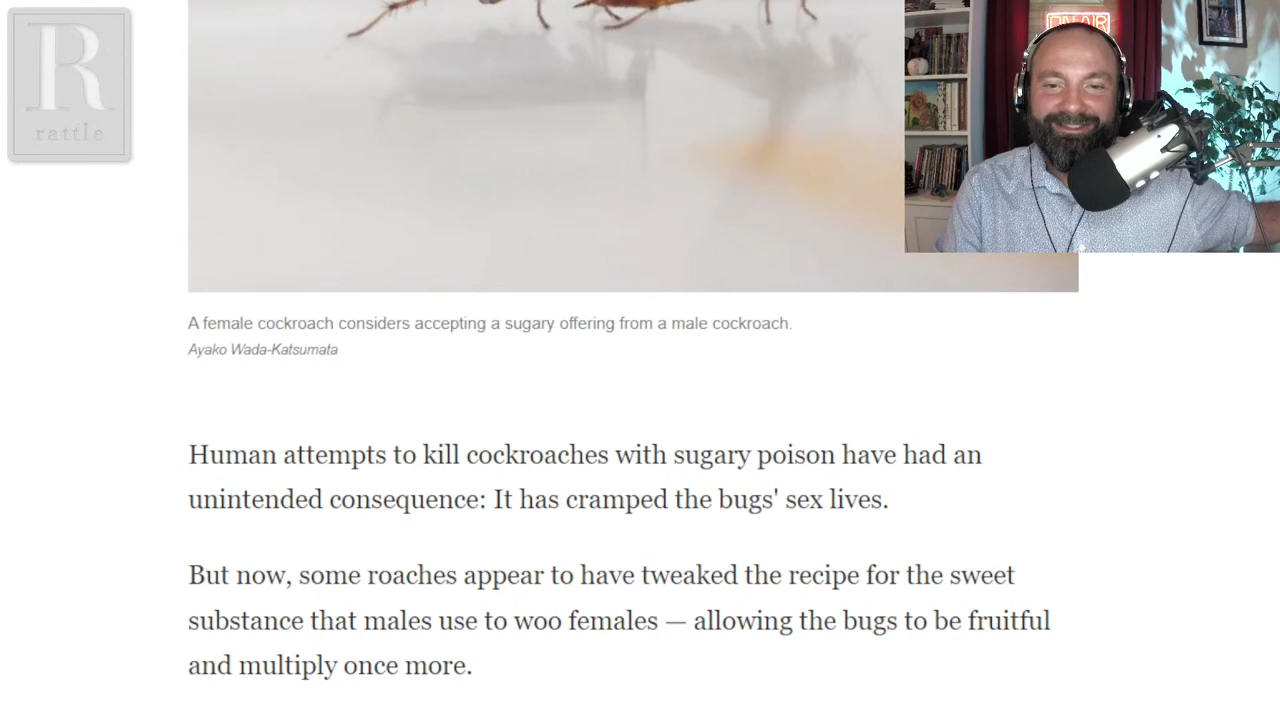 R
rattle
ON AIR
A female cockroach considers accepting a sugary offering from a male cockroach.
Ayako Wada-Katsumata
Human attempts to kill cockroaches with sugary poison have had an
unintended consequence: It has cramped the bugs' sex lives.
But now, some roaches appear to have tweaked the recipe for the sweet
substance that males use to woo females — allowing the bugs to be fruitful
and multiply once more.